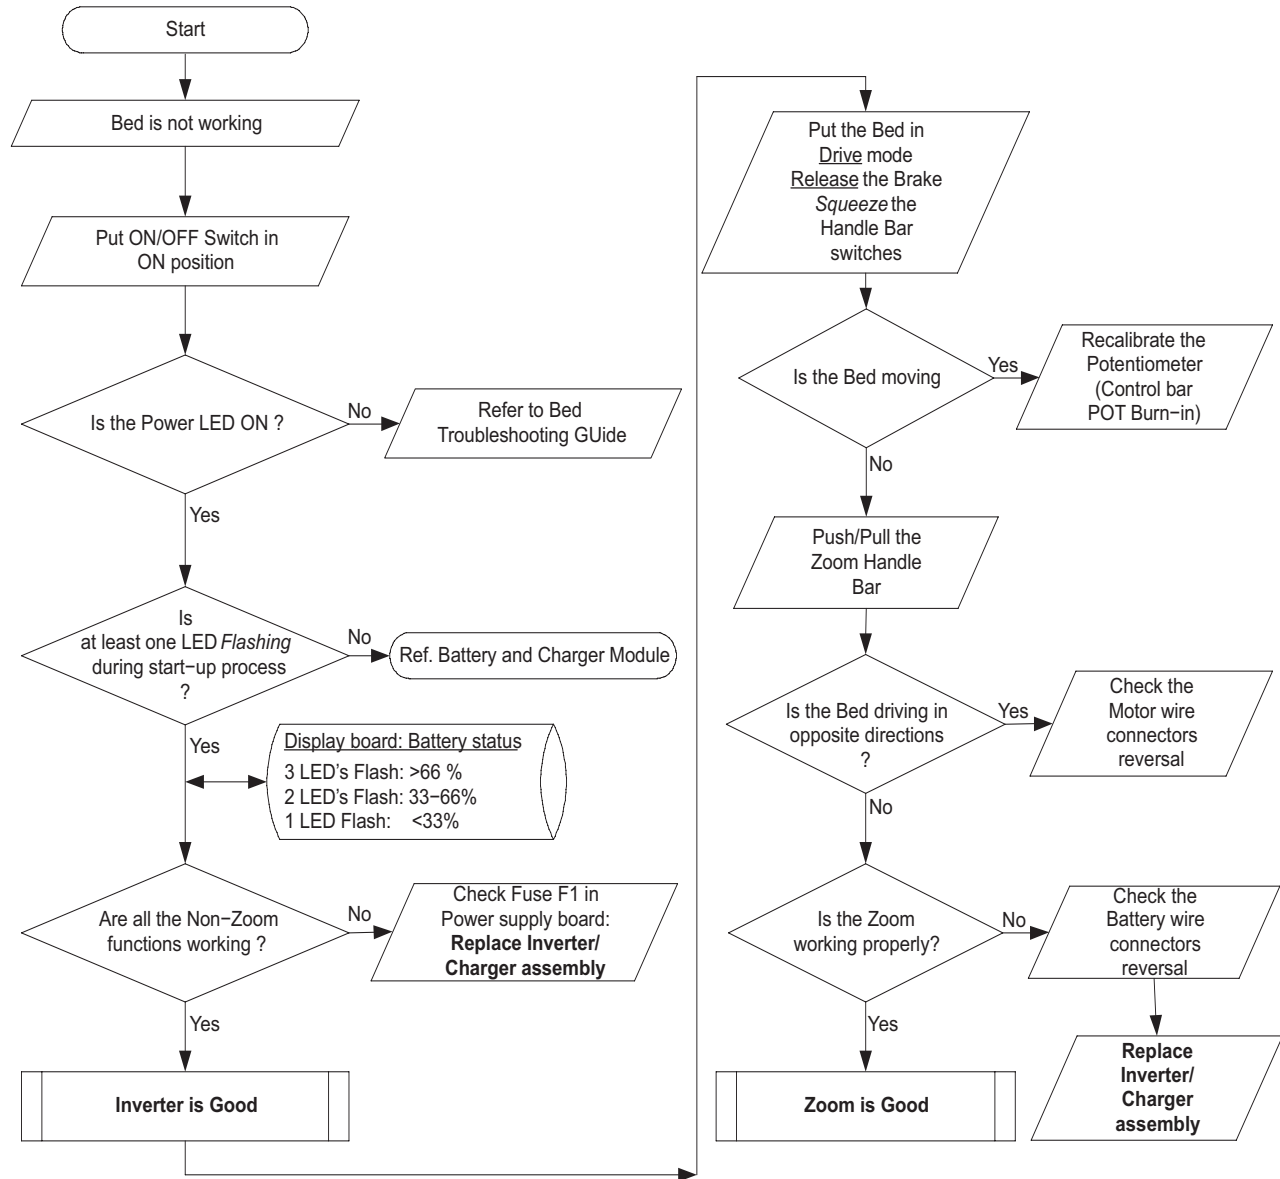 Start
Bed is not working
Put ON/OFF Switch in
ON position
Is the Power LED ON ?
No
Refer to Bed
Troubleshooting GUide
Yes
Is
at least one LED Flashing
during start−up process
?
No
Ref. Battery and Charger Module
Yes
Display board: Battery status
3 LED's Flash: >66 %
2 LED's Flash: 33−66%
1 LED Flash: <33%
Are all the Non−Zoom
functions working ?
No
Check Fuse F1 in
Power supply board:
Replace Inverter/
Charger assembly
Yes
Inverter is Good
Put the Bed in
Drive mode
Release the Brake
Squeeze the
Handle Bar
switches
Is the Bed moving
Yes
Recalibrate the
Potentiometer
(Control bar
POT Burn−in)
No
Push/Pull the
Zoom Handle
Bar
Is the Bed driving in
opposite directions
?
Yes
Check the
Motor wire
connectors
reversal
No
Is the Zoom
working properly?
No
Check the
Battery wire
connectors
reversal
Yes
Replace
Inverter/
Charger
assembly
Zoom is Good